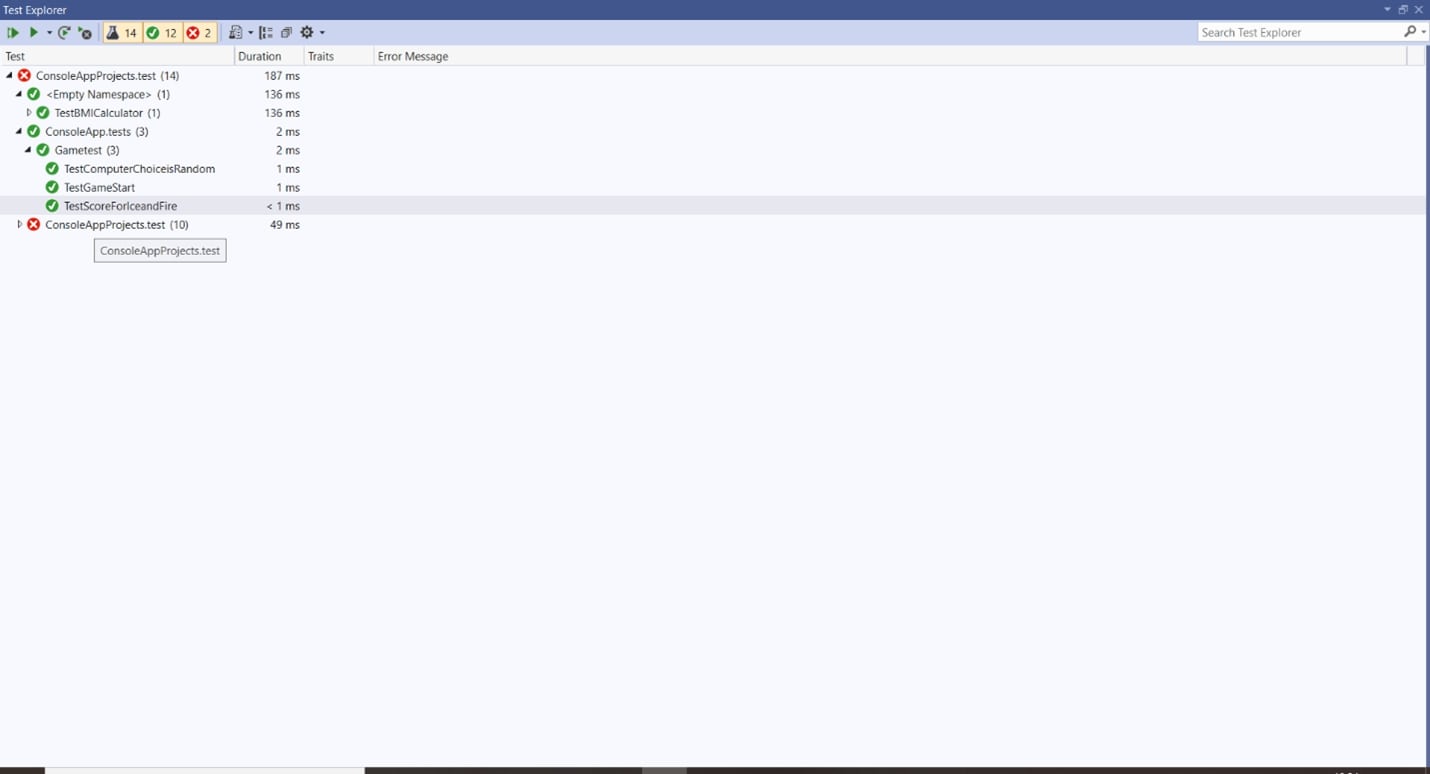 Test Explorer
14 12 2
Search Test Explorer
Test Duration Traits Error Message
ConsoleAppProjects.test (14) 187 ms
<Empty Namespace> (1) 136 ms
TestBMICalculator (1) 136 ms
ConsoleApp.tests (3) 2 ms
Gametest (3) 2 ms
TestComputerChoiceisRandom 1 ms
TestGameStart 1 ms
TestScoreForIceandFire < 1 ms
ConsoleAppProjects.test (10) 49 ms
ConsoleAppProjects.test